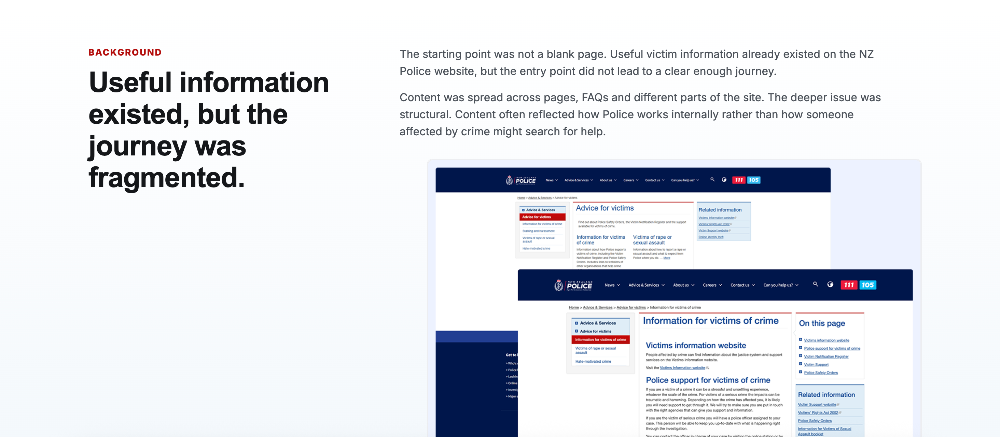 BACKGROUND
Useful information
existed, but the
journey was
fragmented.
The starting point was not a blank page. Useful victim information already existed on the NZ
Police website, but the entry point did not lead to a clear enough journey.
Content was spread across pages, FAQs and different parts of the site. The deeper issue was
structural. Content often reflected how Police works internally rather than how someone
affected by crime might search for help.
NEW ZEALAND
POLICE
News
Advice & Services
About us
Careers
Contact us
Can you help us?
111
105
Home > Advice & Services > Advice for victims
Advice & Services
Advice for victims
Information for victims of crime
Stalking and harassment
Victims of rape or sexual
assault
Hate-motivated crime
Advice for victims
Find out about Police Safety Orders, the Victim Notification Register and the support
available for victims of crime.
Information for victims
of crime
Information about how Police supports
victims of crime, including the Victim
Notification Register and Police Safety
Orders. Includes links to websites of
other organisations that help crime
Victims of rape or
sexual assault
Information about how to report a rape or
sexual assault and what to expect from
Police when you do. ... More
Related information
Victims Information website
Victims' Rights Act 2002
Victim Support website
Online identity theft
Get to
> Who's
> Police
> Lookin
> Online
> Investi
> Major e
NEW ZEALAND
POLICE
Ngā Pirihimana o Aotearoa
News
Advice & Services
About us
Careers
Contact us
Can you help us?
111
105
Home > Advice & Services > Advice for victims > Information for victims of crime
Advice & Services
Advice for victims
Information for victims of crime
Victims of rape or sexual
assault
Hate-motivated crime
Information for victims of crime
Victims information website
People affected by crime can find information about the justice system and support
services on the Victims information website.
Visit the Victims Information website.
Police support for victims of crime
If you are a victim of a crime it can be a stressful and unsettling experience,
whatever the scale of the crime. For victims of a serious crime the impacts can be
traumatic and harrowing. Depending on how the crime has affected you, it is likely
you will need support to get through it. We will try to make sure you are put in touch
with the right agencies that can give you support and information.
If you are the victim of serious crime you will have a police officer assigned to your
case. This person will be able to keep you up-to-date with what is happening right
through the investigation.
You can contact the officer in charge of your case by visiting the police station or by
On this page
Victims information website
Police support for victims of crime
Victim Notification Register
Victim Support
Police Safety Orders
Related information
Victim Support website
Victims' Rights Act 2002
Police Safety Orders
Information for Victims of Sexual
Assault booklet